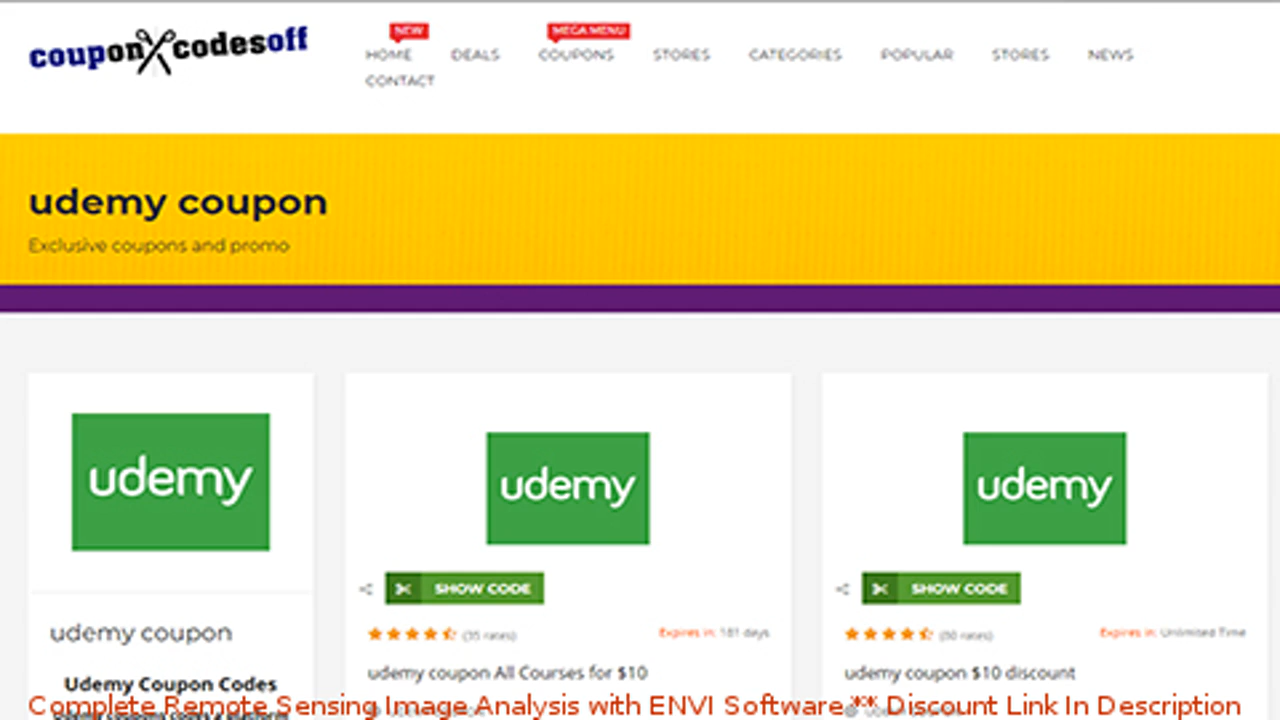 couponcodesoff
NEW
MEGA MENU
HOME DEALS COUPONS STORES CATEGORIES POPULAR STORES NEWS
CONTACT
udemy coupon
Exclusive coupons and promo
udemy
udemy coupon
Udemy Coupon Codes
udemy
SHOW CODE
(35 rates) Expires in: 181 days
udemy coupon All Courses for $10
udemy
SHOW CODE
(80 rates) Expires in: Unlimited Time
udemy coupon $10 discount
Complete Remote Sensing Image Analysis with ENVI Software ** Discount Link In Description